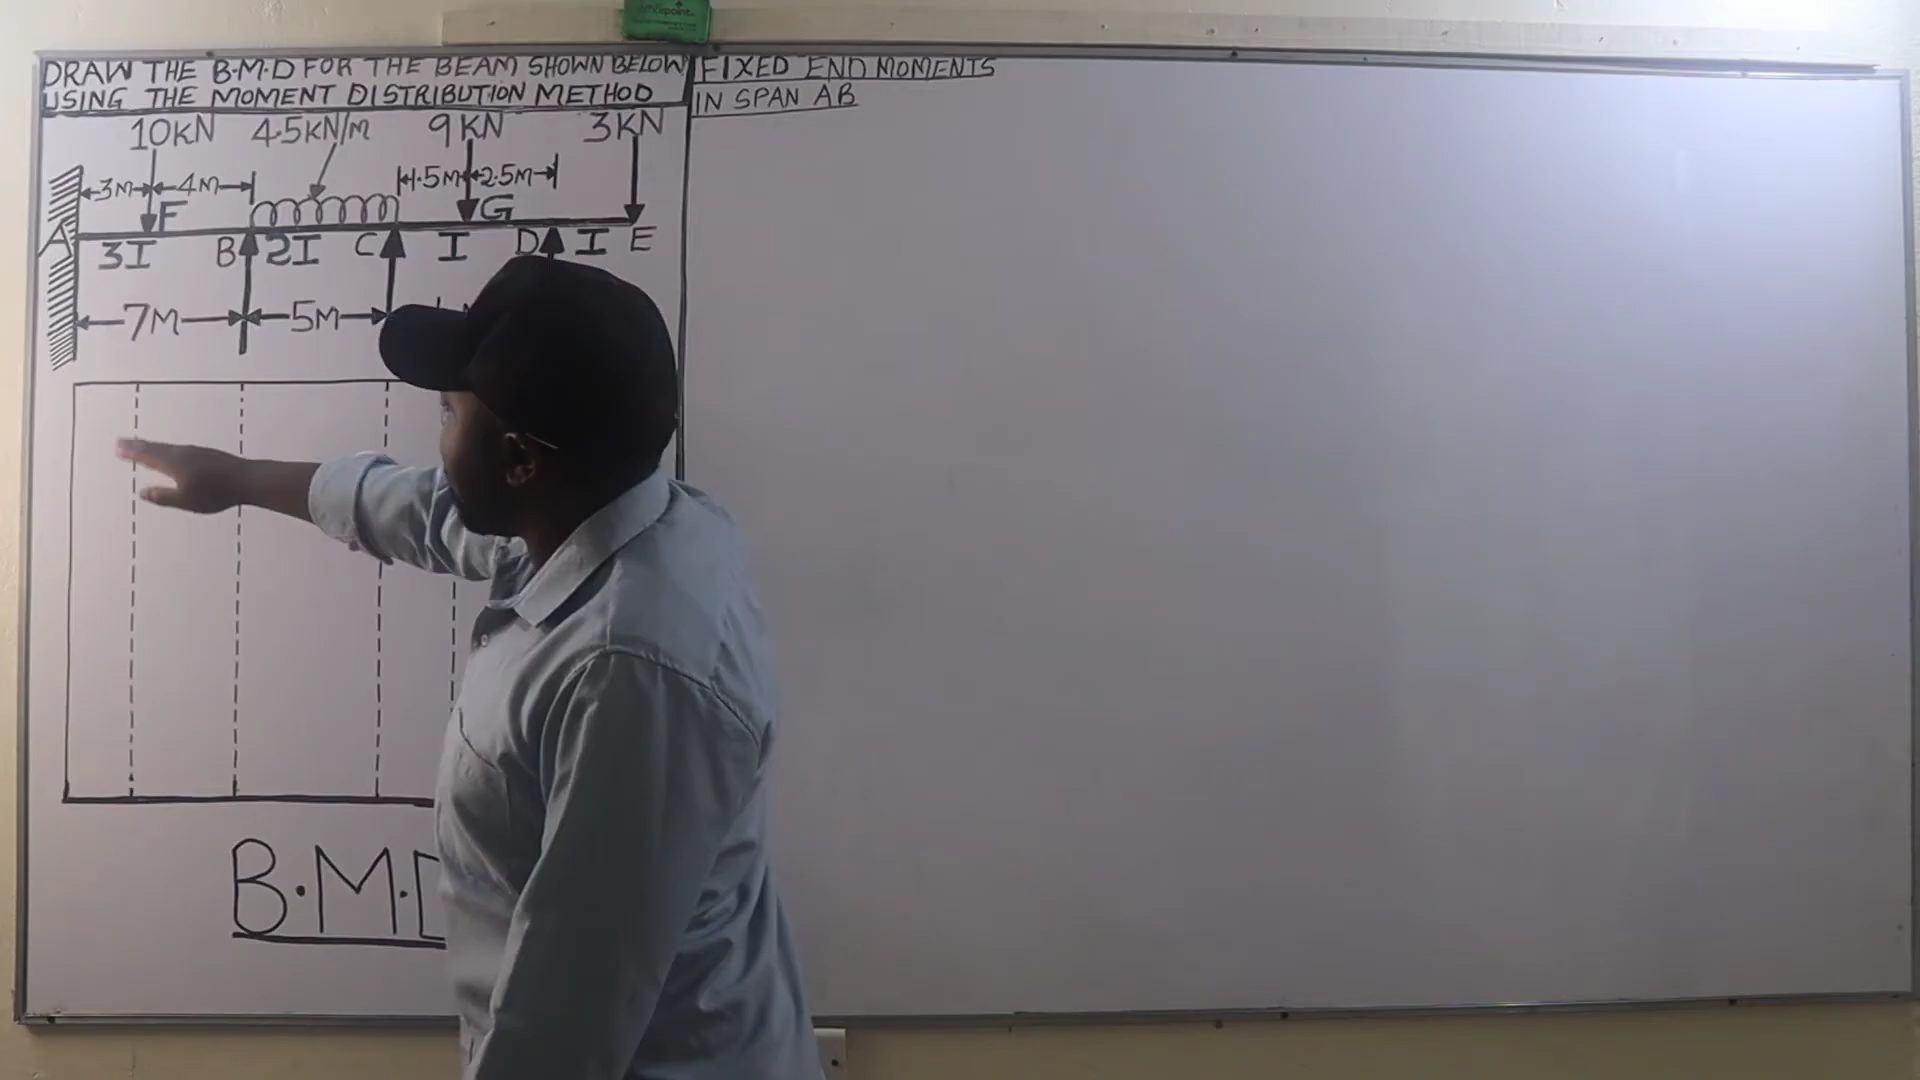 DRAW THE B.M.D FOR THE BEAM SHOWN BELOW
USING THE MOMENT DISTRIBUTION METHOD
10KN 4.5KN/M 9KN 3KN
3M 4M 1.5M 2.5M
F G
A 3I B 2I C I D I E
7M 5M
B.M.D
FIXED END MOMENTS
IN SPAN AB